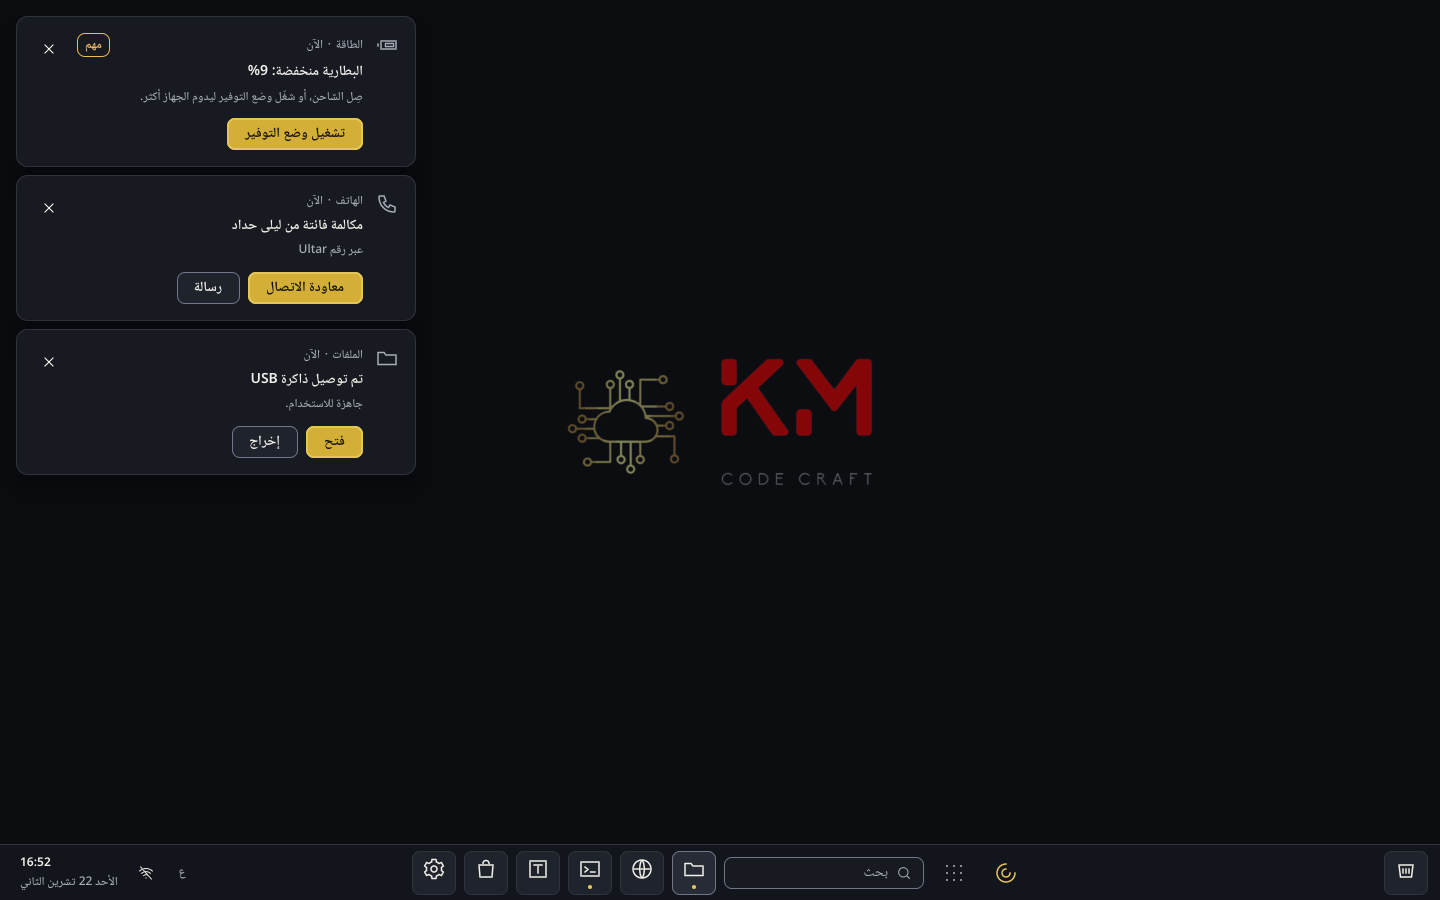 الطاقة · الآن
مهم
البطارية منخفضة: 9%
صِل الشاحن، أو شغّل وضع التوفير ليدوم الجهاز أكثر.
تشغيل وضع التوفير
الهاتف · الآن
مكالمة فائتة من ليلى حداد
عبر رقم Ultar
معاودة الاتصال
رسالة
الملفات · الآن
تم توصيل ذاكرة USB
جاهزة للاستخدام.
فتح
إخراج
KM
CODE CRAFT
بحث
ع
16:52
الأحد 22 تشرين الثاني